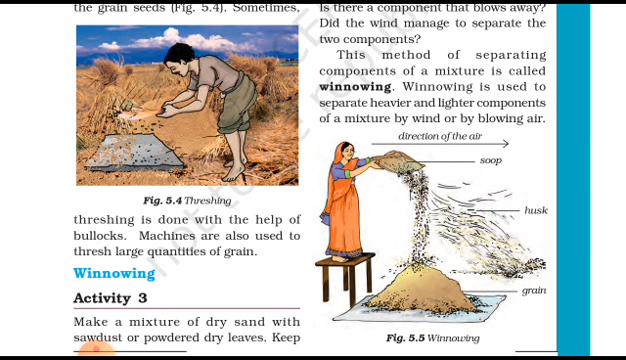 the grain seeds (Fig. 5.4). Sometimes,
Fig. 5.4 Threshing
threshing is done with the help of
bullocks. Machines are also used to
thresh large quantities of grain.
Winnowing
Activity 3
Make a mixture of dry sand with
sawdust or powdered dry leaves. Keep
Is there a component that blows away?
Did the wind manage to separate the
two components?
This method of separating
components of a mixture is called
winnowing. Winnowing is used to
separate heavier and lighter components
of a mixture by wind or by blowing air.
direction of the air
soop
husk
grain
Fig. 5.5 Winnowing